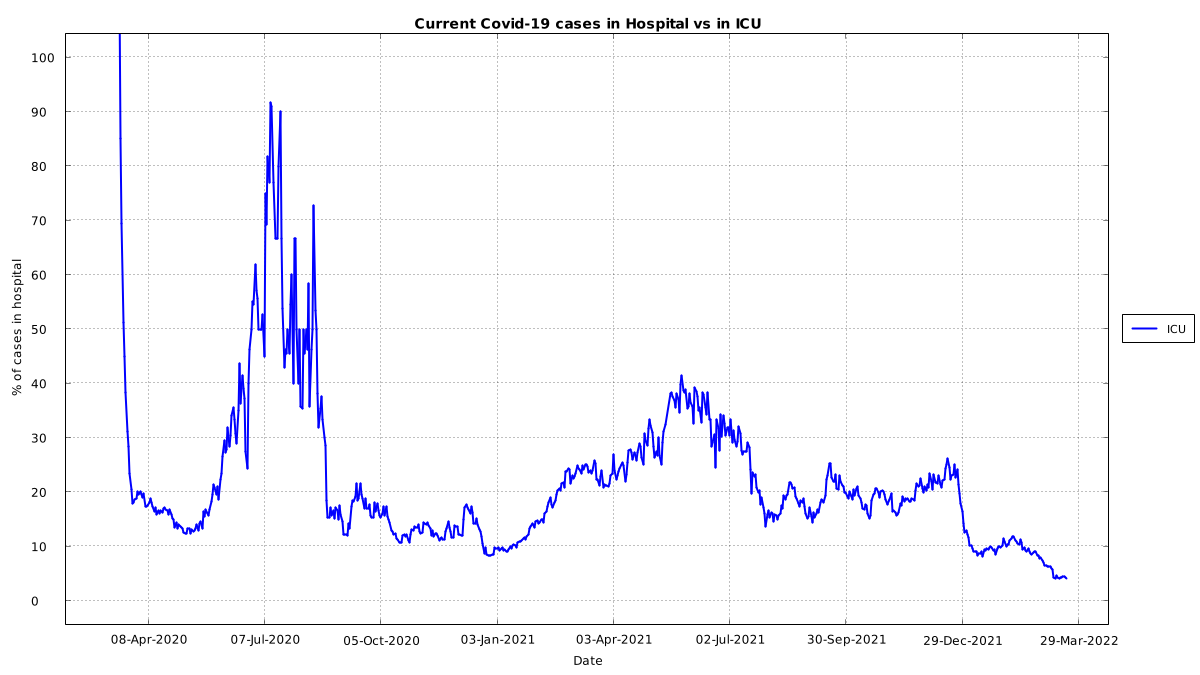 Current Covid-19 cases in Hospital vs in ICU
100
90
80
70
60
50
40
30
20
10
0
% of cases in hospital
08-Apr-2020 07-Jul-2020 05-Oct-2020 03-Jan-2021 03-Apr-2021 02-Jul-2021 30-Sep-2021 29-Dec-2021 29-Mar-2022
Date
ICU